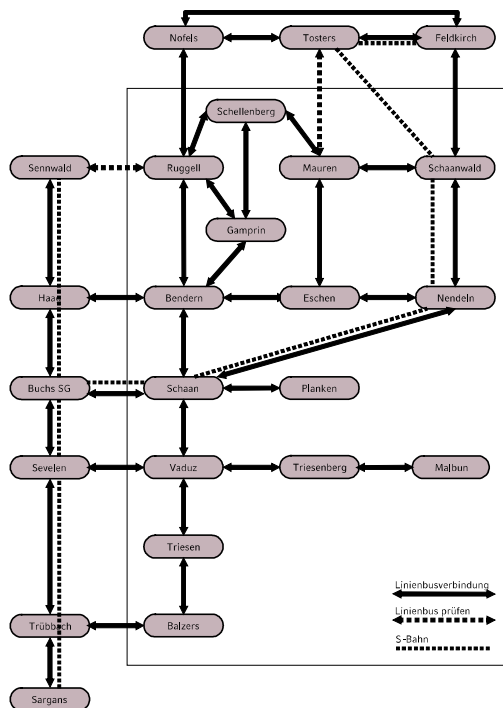 Nofels
Tosters
Feldkirch
Schellenberg
Sennwald
Ruggell
Mauren
Schaanwald
Gamprin
Haag
Bendern
Eschen
Nendeln
Buchs SG
Schaan
Planken
Sevelen
Vaduz
Triesenberg
Malbun
Triesen
Linienbusverbindung
Linienbus prüfen
Trübbach
Balzers
S-Bahn
Sargans